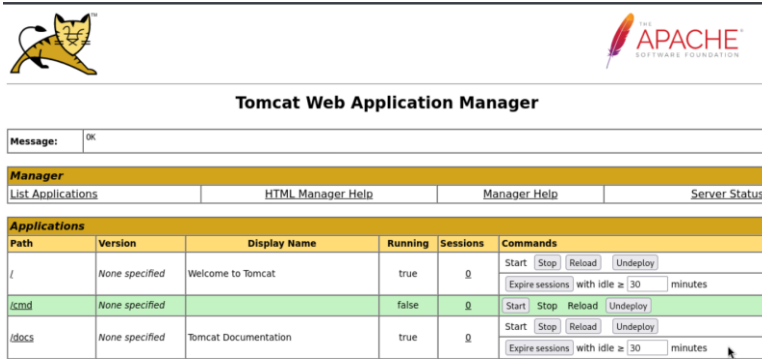 TM
THE
APACHE®
SOFTWARE FOUNDATION
Tomcat Web Application Manager
Message: OK
Manager
List Applications HTML Manager Help Manager Help Server Status
Applications
Path Version Display Name Running Sessions Commands
/ None specified Welcome to Tomcat true 0 Start Stop Reload Undeploy
Expire sessions with idle ≥ 30 minutes
/cmd None specified false 0 Start Stop Reload Undeploy
/docs None specified Tomcat Documentation true 0 Start Stop Reload Undeploy
Expire sessions with idle ≥ 30 minutes